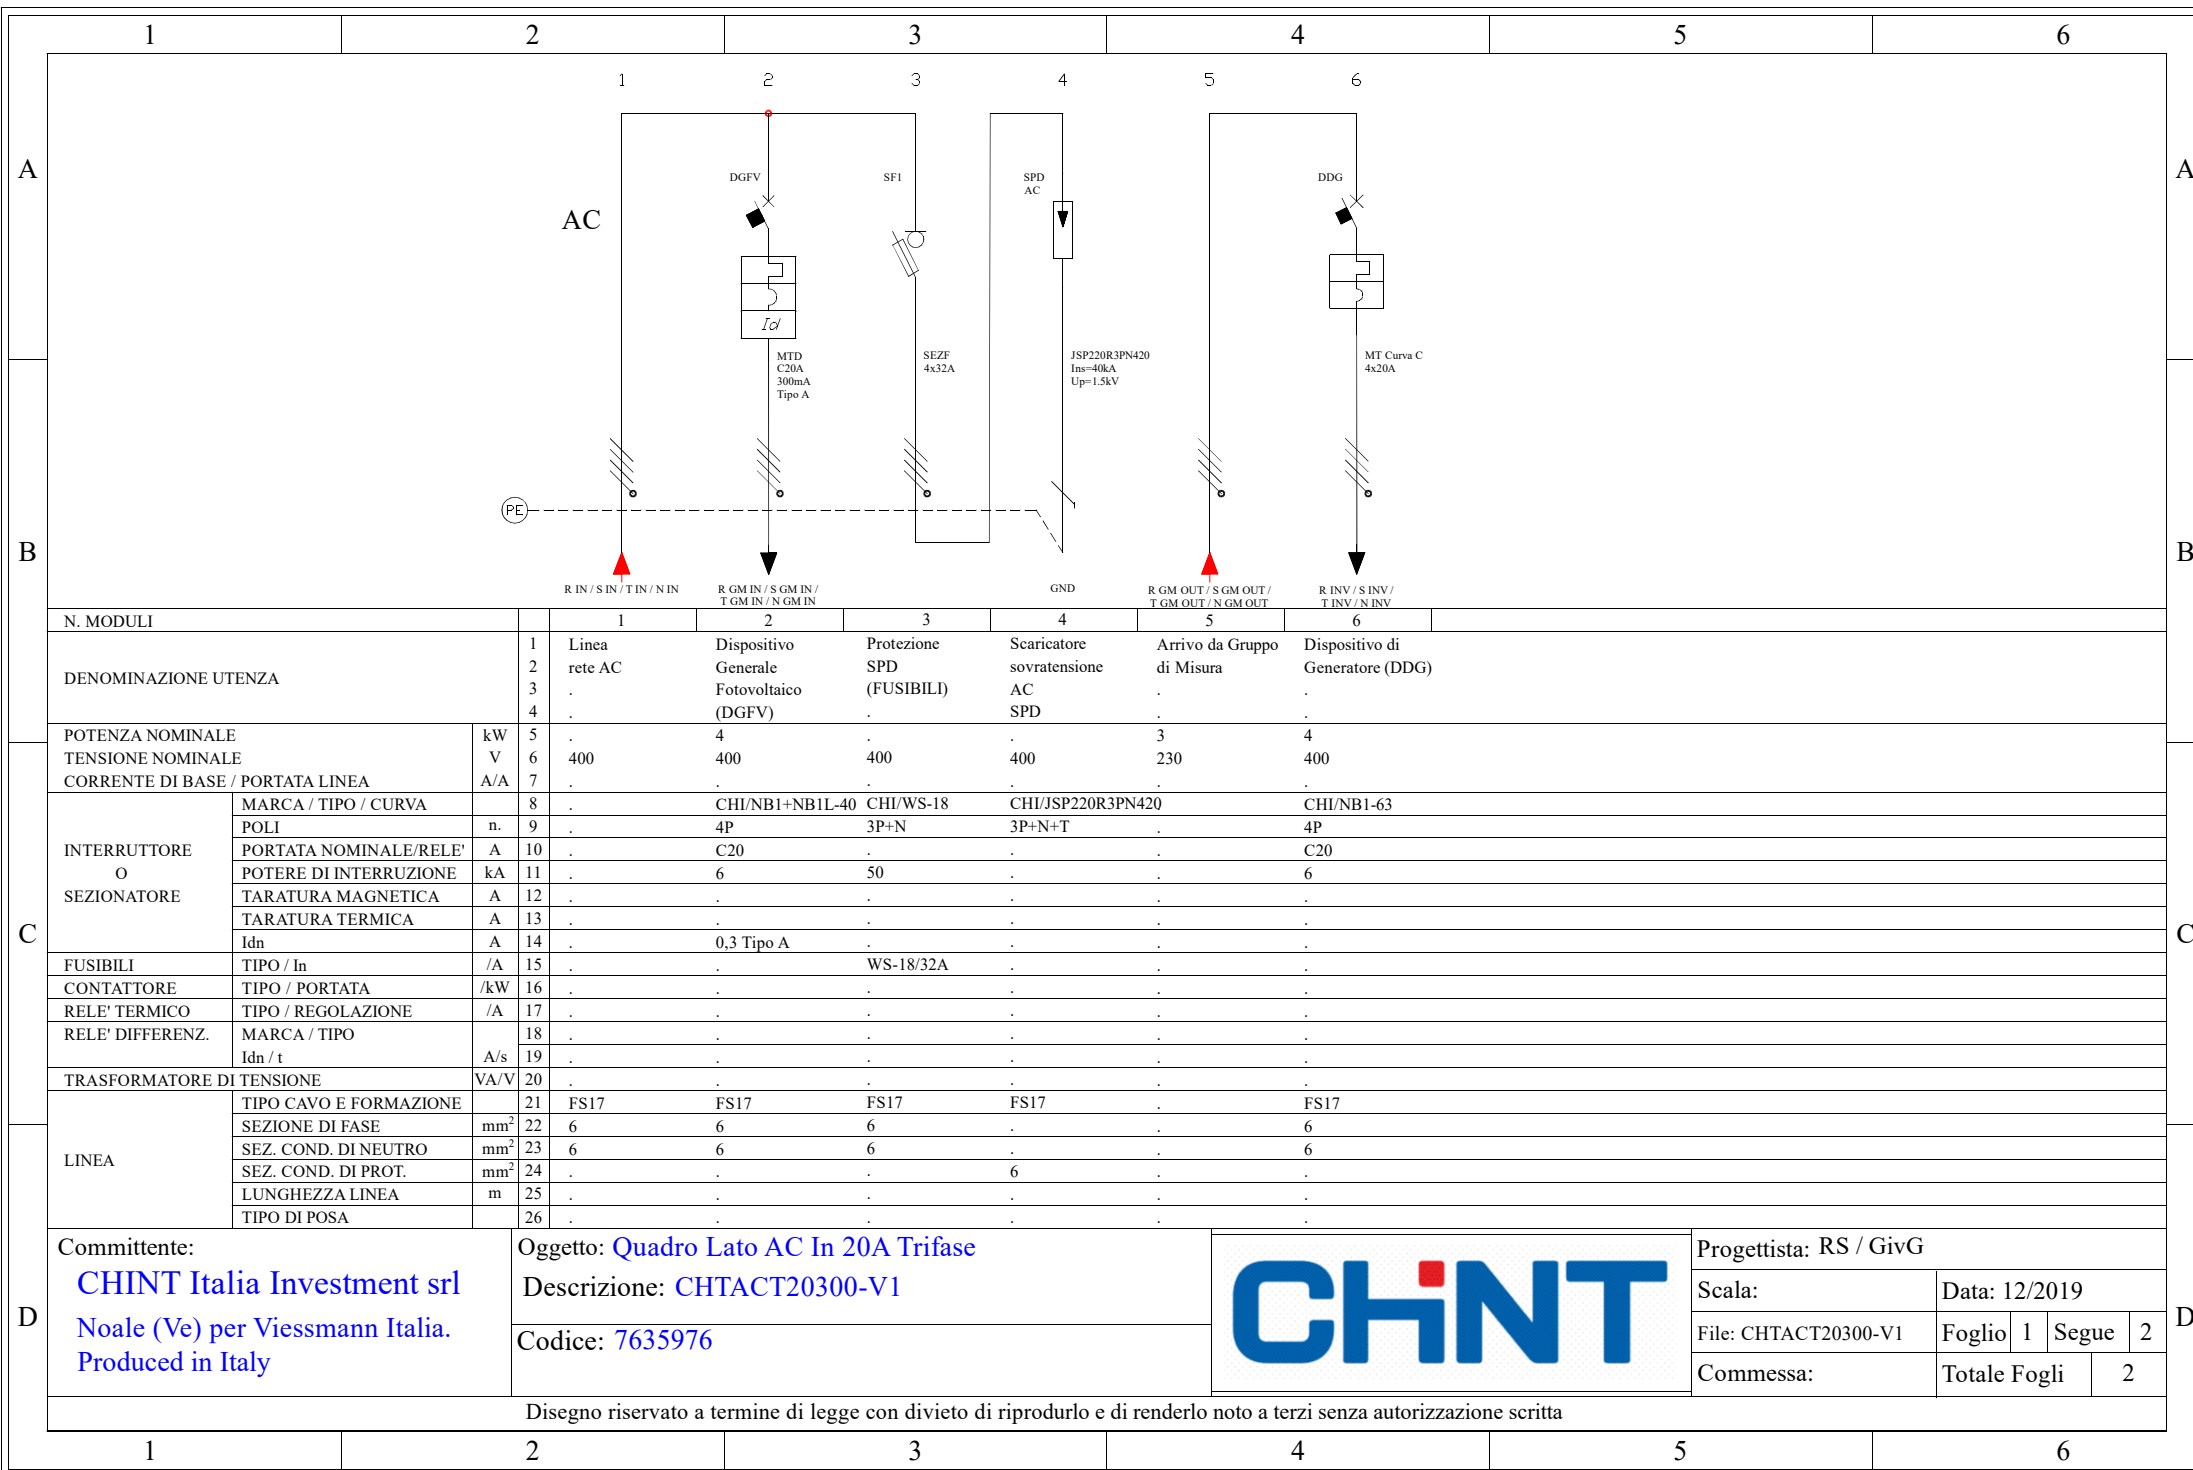 1 2 3 4 5 6
1 2 3 4 5 6
A A
DGFV SF1 SPD DDG
AC
AC
Id
MTD SEZF JSP220R3PN420 MT Curva C
C20A 4x32A Ins=40kA 4x20A
300mA Up=1.5kV
Tipo A
PE
B B
R IN / S IN / T IN / N IN R GM IN / S GM IN / GND R GM OUT / S GM OUT / R INV / S INV /
T GM IN / N GM IN T GM OUT / N GM OUT T INV / N INV
N. MODULI 1 2 3 4 5 6
DENOMINAZIONE UTENZA
1 Linea Dispositivo Protezione Scaricatore Arrivo da Gruppo Dispositivo di
2 rete AC Generale SPD sovratensione di Misura Generatore (DDG)
3 . Fotovoltaico (FUSIBILI) AC . .
4 . (DGFV) . SPD . .
POTENZA NOMINALE kW 5 . 4 . . 3 4
TENSIONE NOMINALE V 6 400 400 400 400 230 400
CORRENTE DI BASE / PORTATA LINEA A/A 7 . . . . . .
INTERRUTTORE
O
SEZIONATORE
MARCA / TIPO / CURVA 8 . CHI/NB1+NB1L-40 CHI/WS-18 CHI/JSP220R3PN420 CHI/NB1-63
POLI n. 9 . 4P 3P+N 3P+N+T . 4P
PORTATA NOMINALE/RELE' A 10 . C20 . . . C20
POTERE DI INTERRUZIONE kA 11 . 6 50 . . 6
TARATURA MAGNETICA A 12 . . . . . .
TARATURA TERMICA A 13 . . . . . .
Idn A 14 . 0,3 Tipo A . . . .
C C
FUSIBILI TIPO / In /A 15 . . WS-18/32A . . .
CONTATTORE TIPO / PORTATA /kW 16 . . . . . .
RELE' TERMICO TIPO / REGOLAZIONE /A 17 . . . . . .
RELE' DIFFERENZ. MARCA / TIPO 18 . . . . . .
Idn / t A/s 19 . . . . . .
TRASFORMATORE DI TENSIONE VA/V 20 . . . . . .
LINEA
TIPO CAVO E FORMAZIONE 21 FS17 FS17 FS17 FS17 . FS17
SEZIONE DI FASE mm² 22 6 6 6 . . 6
SEZ. COND. DI NEUTRO mm² 23 6 6 6 . . 6
SEZ. COND. DI PROT. mm² 24 . . . 6 . .
LUNGHEZZA LINEA m 25 . . . . . .
TIPO DI POSA 26 . . . . . .
D D
Committente:
CHINT Italia Investment srl
Noale (Ve) per Viessmann Italia.
Produced in Italy
Oggetto: Quadro Lato AC In 20A Trifase
Descrizione: CHTACT20300-V1
Codice: 7635976
CHiNT
Progettista: RS / GivG
Scala: Data: 12/2019
File: CHTACT20300-V1 Foglio 1 Segue 2
Commessa: Totale Fogli 2
Disegno riservato a termine di legge con divieto di riprodurlo e di renderlo noto a terzi senza autorizzazione scritta
1 2 3 4 5 6